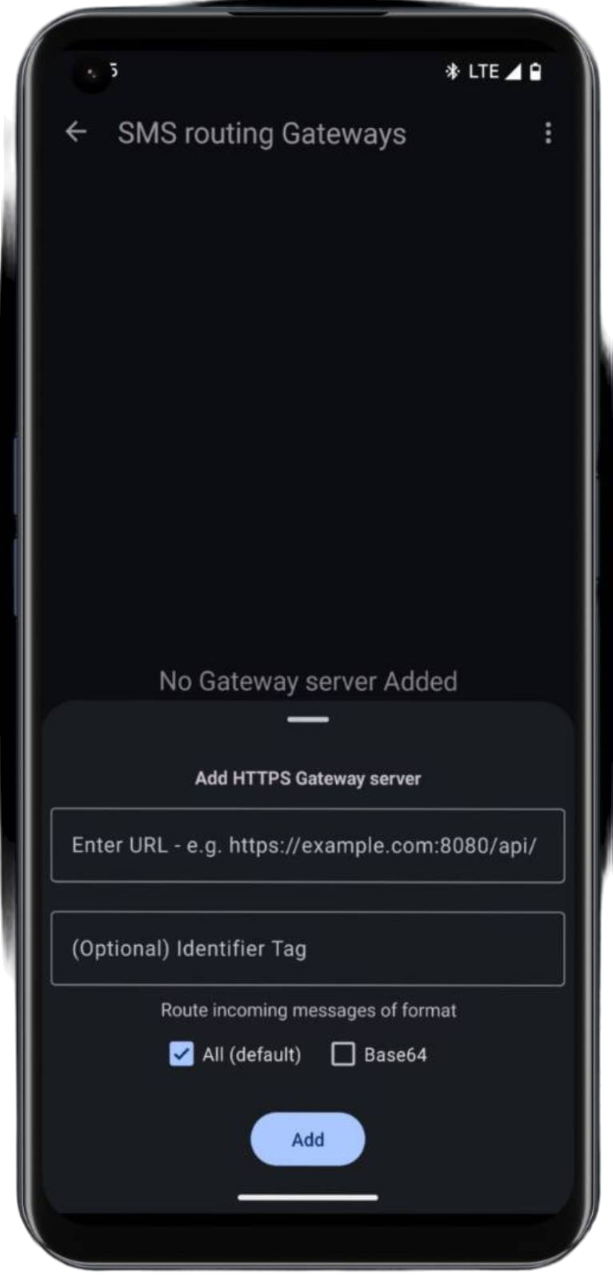 5 LTE
SMS routing Gateways
No Gateway server Added
Add HTTPS Gateway server
Enter URL - e.g. https://example.com:8080/api/
(Optional) Identifier Tag
Route incoming messages of format
All (default) Base64
Add